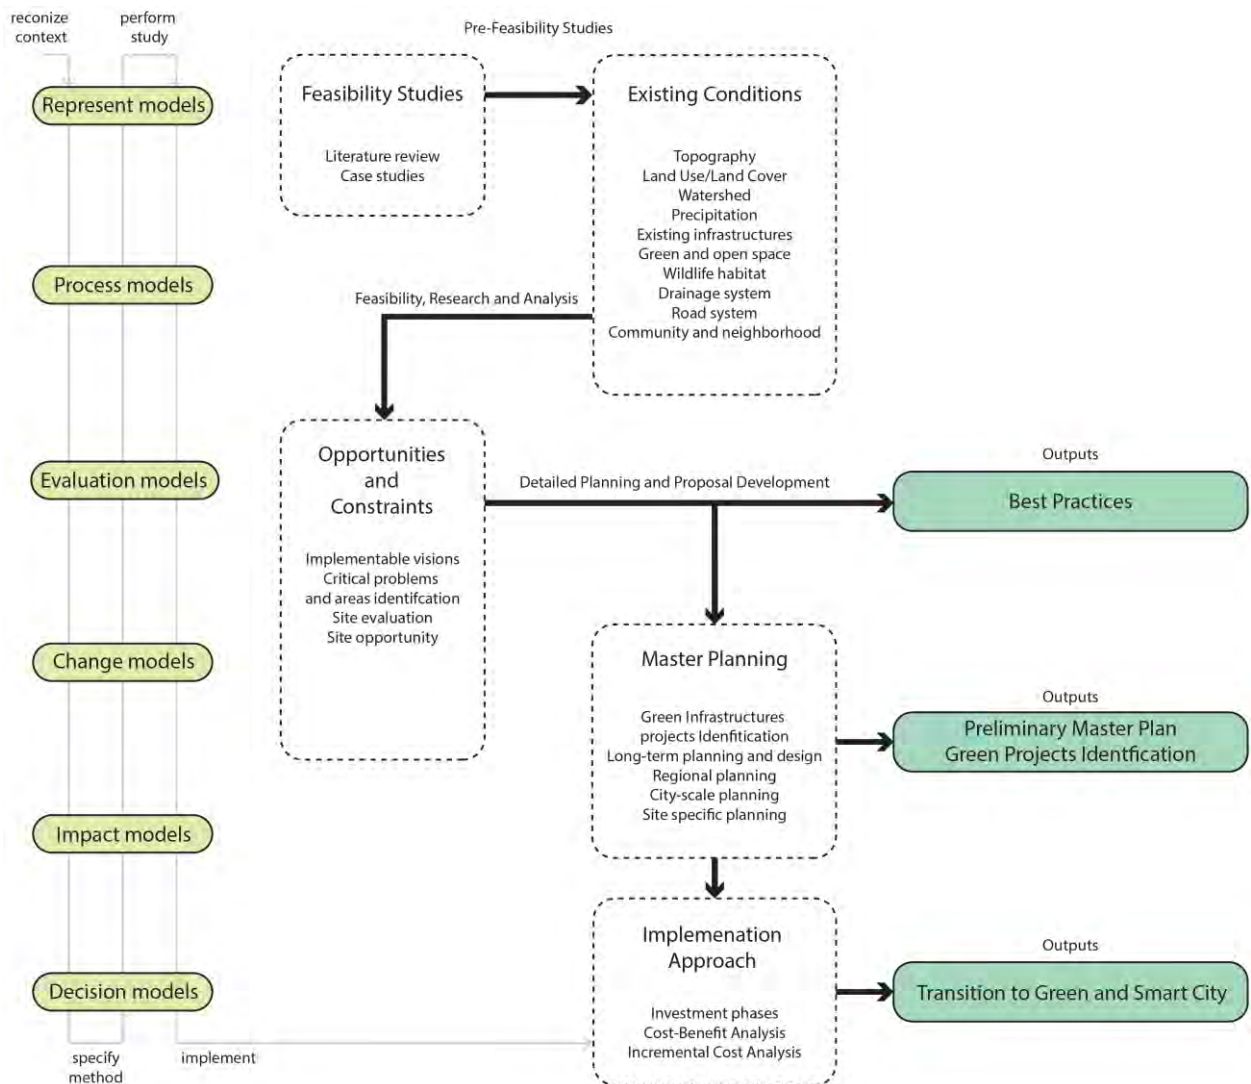 reconize
context
perform
study
Pre-Feasibility Studies
Represent models
Feasibility Studies
Literature review
Case studies
Existing Conditions
Topography
Land Use/Land Cover
Watershed
Precipitation
Existing infrastructures
Green and open space
Wildlife habitat
Drainage system
Road system
Community and neighborhood
Process models
Feasibility, Research and Analysis
Evaluation models
Opportunities
and
Constraints
Implementable visions
Critical problems
and areas identifcation
Site evaluation
Site opportunity
Detailed Planning and Proposal Development
Outputs
Best Practices
Change models
Master Planning
Green Infrastructures
projects Idenfitication
Long-term planning and design
Regional planning
City-scale planning
Site specific planning
Outputs
Preliminary Master Plan
Green Projects Identfication
Impact models
Implemenation
Approach
Investment phases
Cost-Benefit Analysis
Incremental Cost Analysis
Outputs
Transition to Green and Smart City
Decision models
specify
method
implement